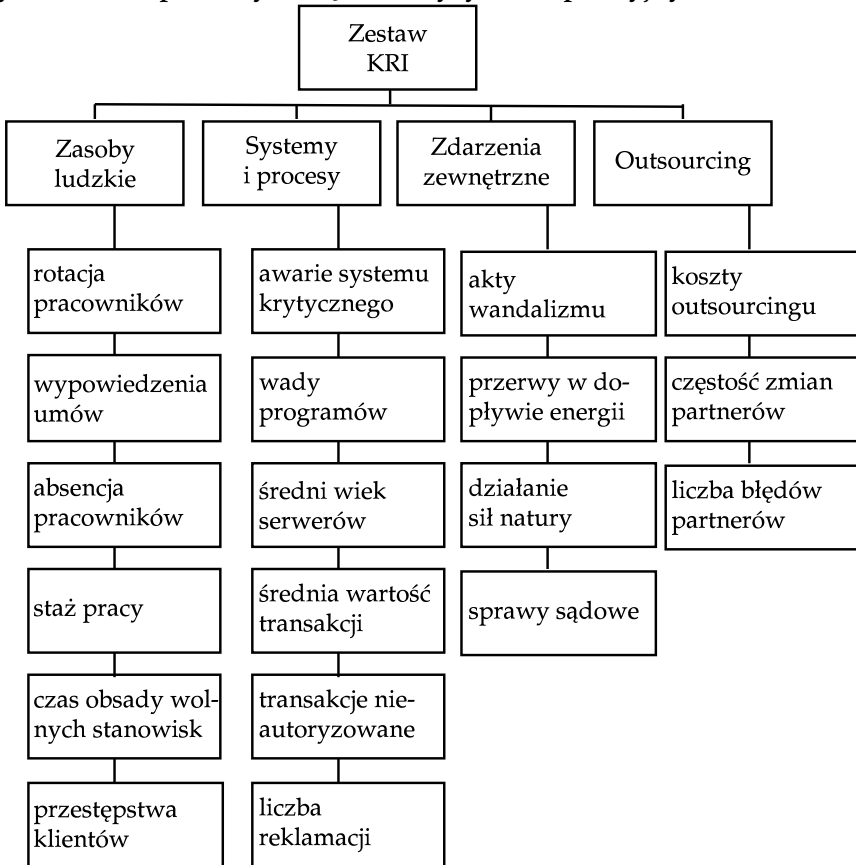 Zestaw
KRI
Zasoby
ludzkie
Systemy
i procesy
Zdarzenia
zewnętrzne
Outsourcing
rotacja
pracowników
wypowiedzenia
umów
absencja
pracowników
staż pracy
czas obsady wol-
nych stanowisk
przestępstwa
klientów
awarie systemu
krytycznego
wady
programów
średni wiek
serwerów
średnia wartość
transakcji
transakcje nie-
autoryzowane
liczba
reklamacji
akty
wandalizmu
przerwy w do-
pływie energii
działanie
sił natury
sprawy sądowe
koszty
outsourcingu
częstość zmian
partnerów
liczba błędów
partnerów